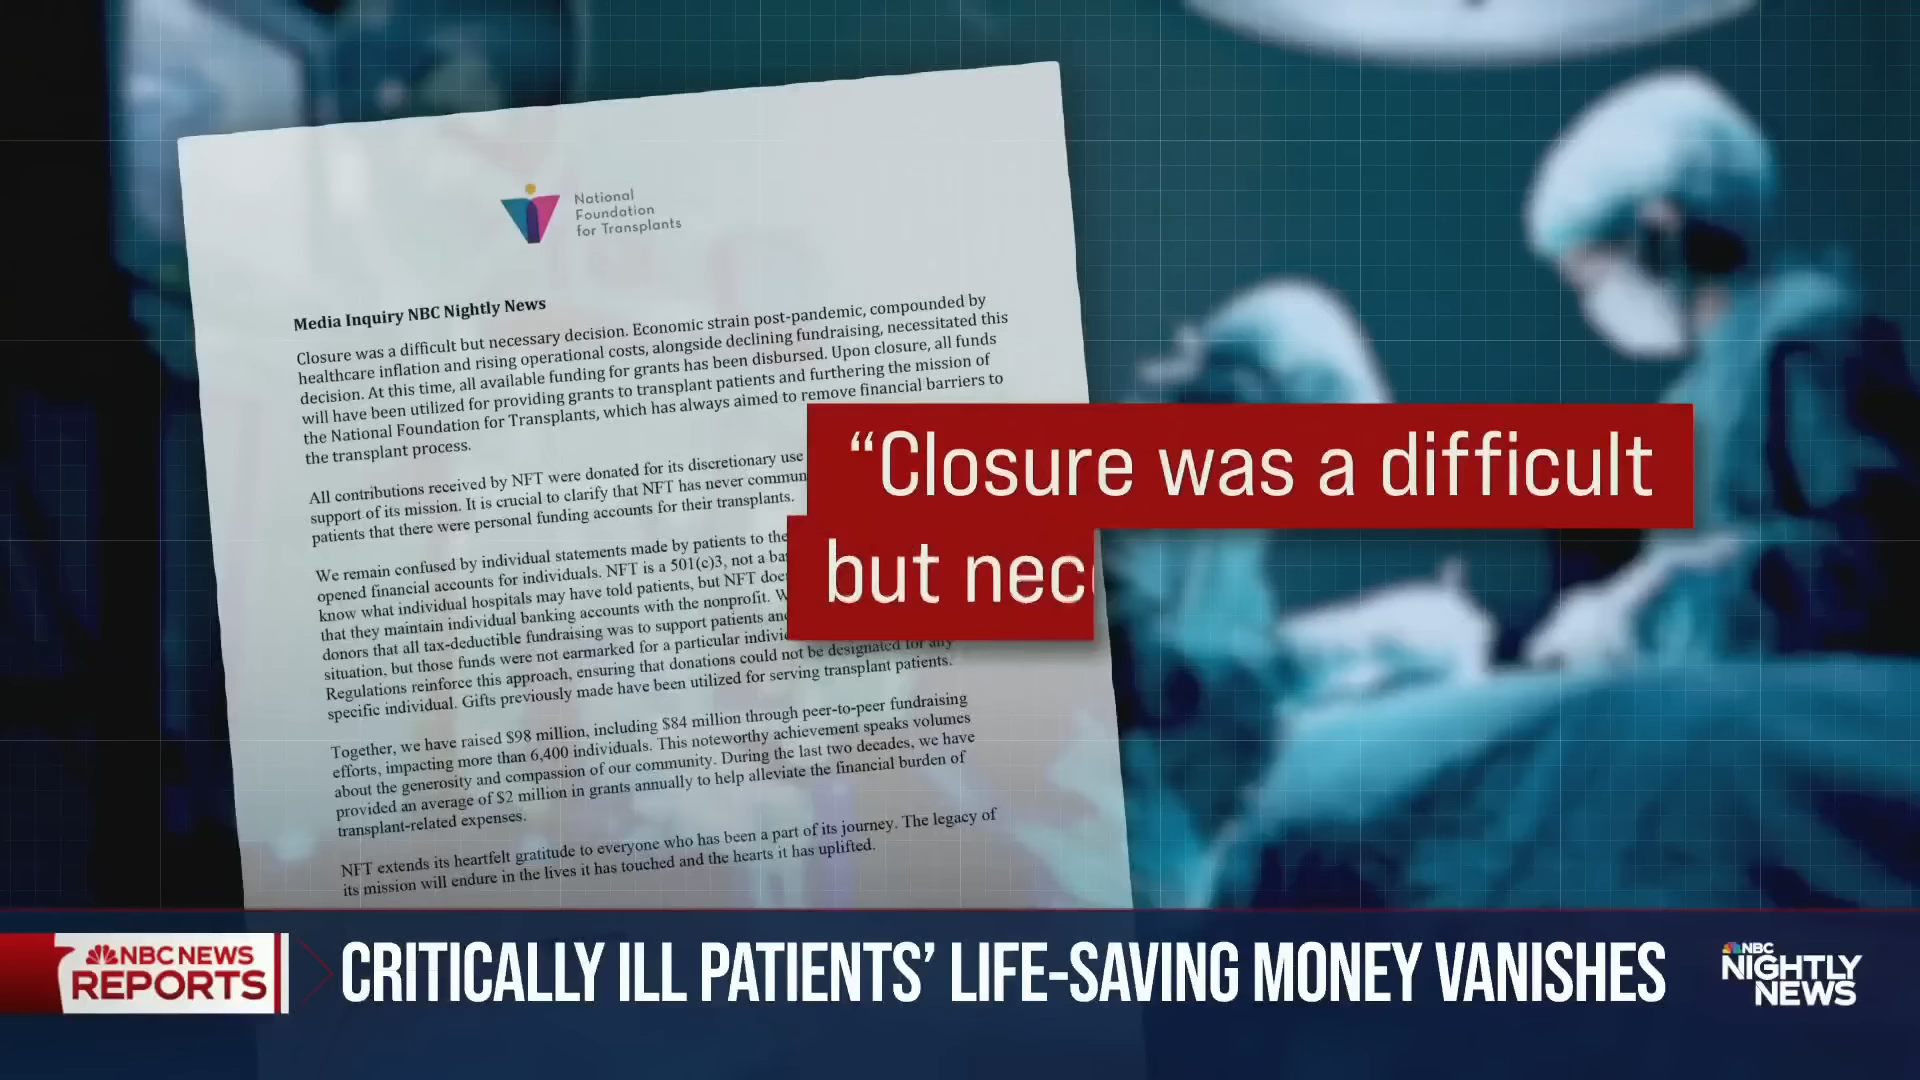 National
Foundation
for Transplants
Media Inquiry NBC Nightly News
Closure was a difficult but necessary decision. Economic strain post-pandemic, compounded by
healthcare inflation and rising operational costs, alongside declining fundraising, necessitated this
decision. At this time, all available funding for grants has been disbursed. Upon closure, all funds
will have been utilized for providing grants to transplant patients and furthering the mission of
the National Foundation for Transplants, which has always aimed to remove financial barriers to
the transplant process.
All contributions received by NFT were donated for its discretionary use
support of its mission. It is crucial to clarify that NFT has never commun
patients that there were personal funding accounts for their transplants.
We remain confused by individual statements made by patients to the
opened financial accounts for individuals. NFT is a 501(c)3, not a ba
know what individual hospitals may have told patients, but NFT doe
that they maintain individual banking accounts with the nonprofit. W
donors that all tax-deductible fundraising was to support patients an
situation, but those funds were not earmarked for a particular indivi
Regulations reinforce this approach, ensuring that donations could not be designated for any
specific individual. Gifts previously made have been utilized for serving transplant patients.
Together, we have raised $98 million, including $84 million through peer-to-peer fundraising
efforts, impacting more than 6,400 individuals. This noteworthy achievement speaks volumes
about the generosity and compassion of our community. During the last two decades, we have
provided an average of $2 million in grants annually to help alleviate the financial burden of
transplant-related expenses.
NFT extends its heartfelt gratitude to everyone who has been a part of its journey. The legacy of
its mission will endure in the lives it has touched and the hearts it has uplifted.
“Closure was a difficult
but nec
NBC NEWS
REPORTS
CRITICALLY ILL PATIENTS’ LIFE-SAVING MONEY VANISHES
NBC
NIGHTLY
NEWS